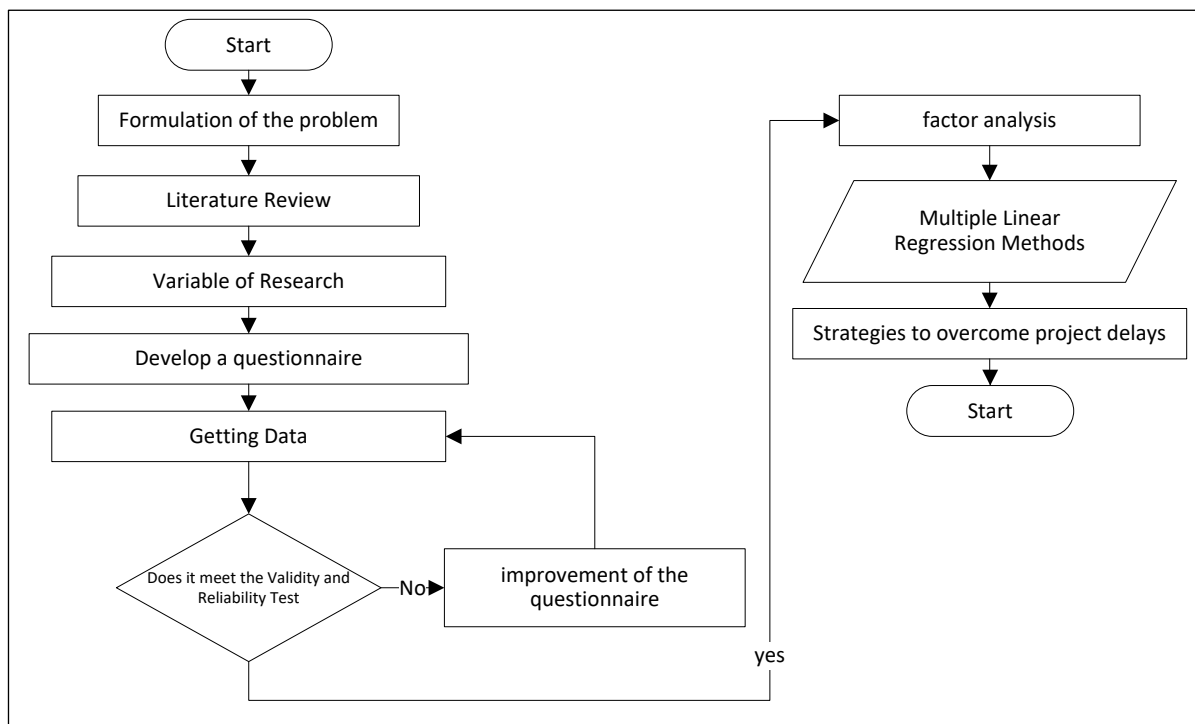 Start
Formulation of the problem
Literature Review
Variable of Research
Develop a questionnaire
Getting Data
Does it meet the Validity and
Reliability Test
No
improvement of the
questionnaire
yes
factor analysis
Multiple Linear
Regression Methods
Strategies to overcome project delays
Start